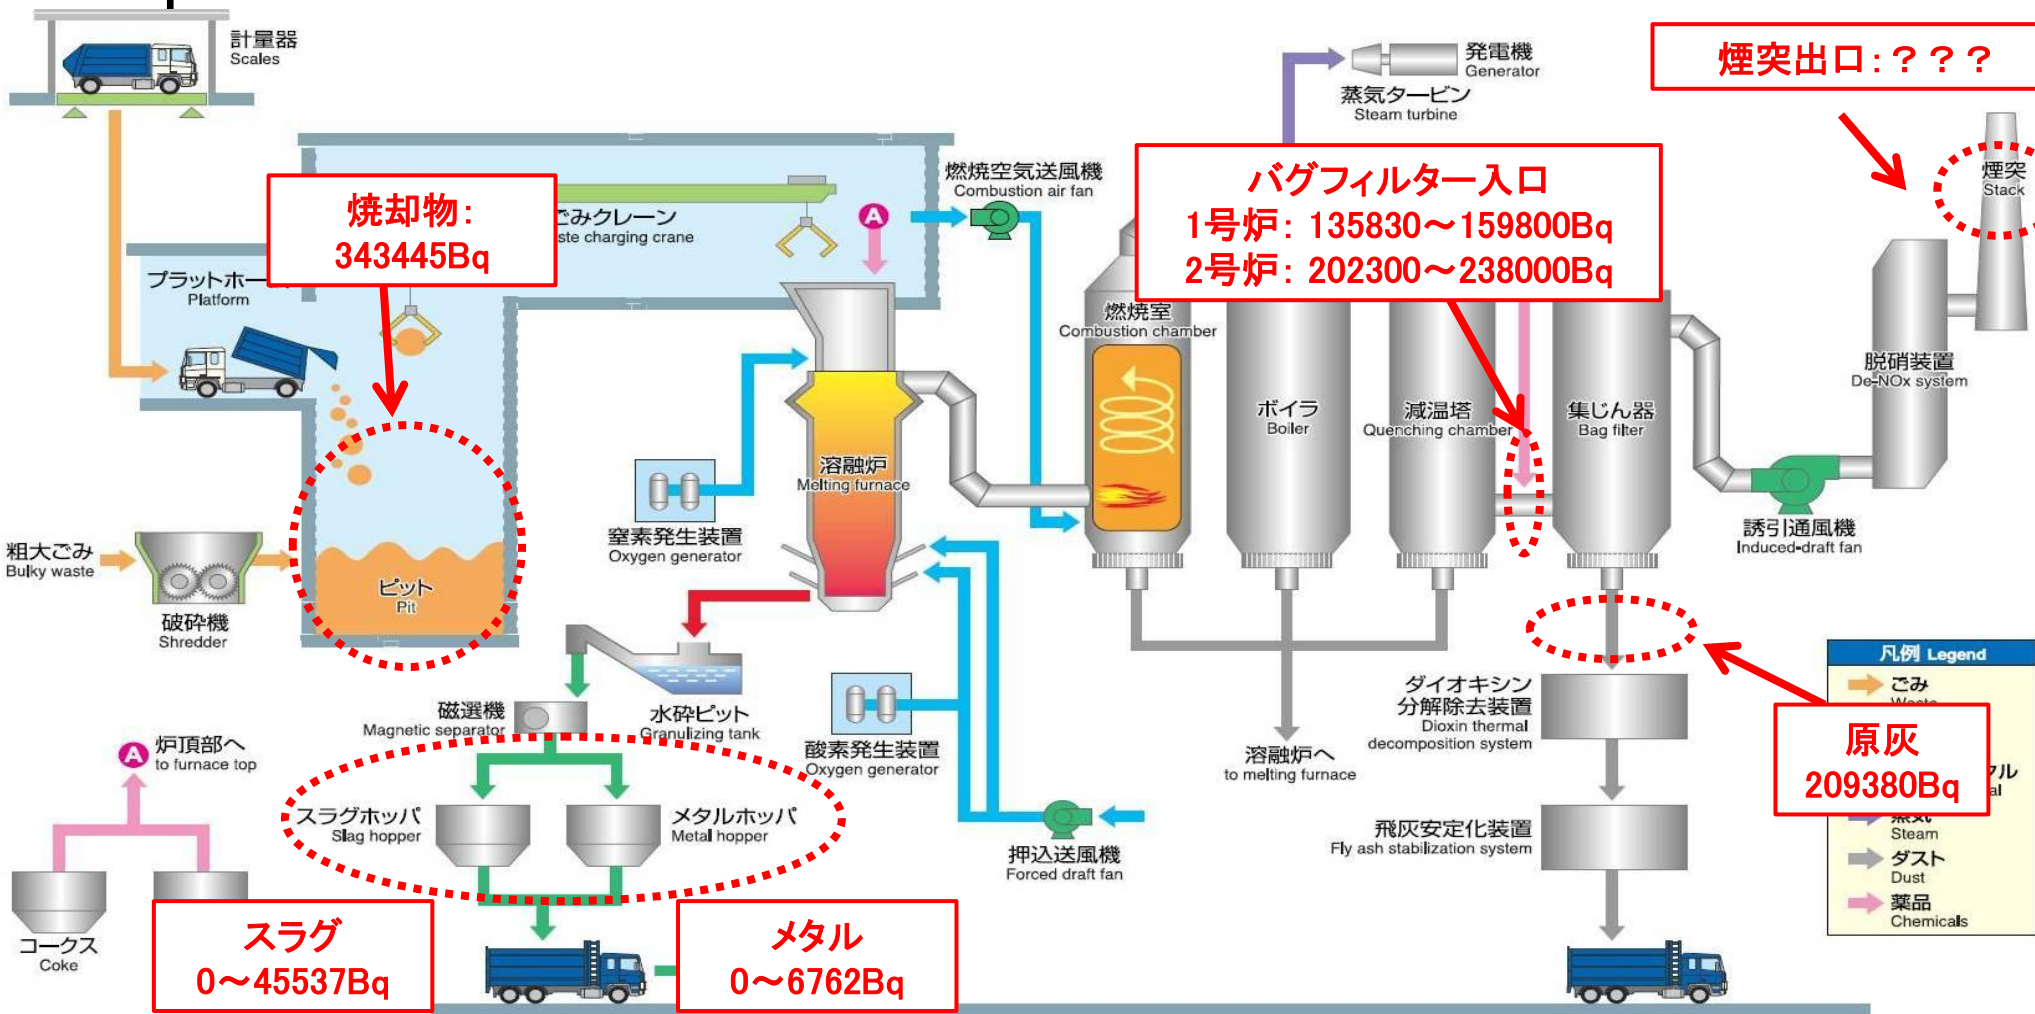 計量器
Scales
発電機
Generator
蒸気タービン
Steam turbine
煙突出口：？？？
煙突
Stack
焼却物：
343445Bq
ごみクレーン
charging crane
A
燃焼空気送風機
Combustion air fan
バグフィルター入口
1号炉：135830～159800Bq
2号炉：202300～238000Bq
プラットホー
Platform
燃焼室
Combustion chamber
脱硝装置
De-NOx system
ボイラ
Boiler
減温塔
Quenching chamber
集じん器
Bag filter
溶融炉
Melting furnace
窒素発生装置
Oxygen generator
誘引通風機
Induced-draft fan
粗大ごみ
Bulky waste
破砕機
Shredder
ピット
Pit
凡例 Legend
ごみ
Waste
原灰
209380Bq
蒸気
Steam
ダスト
Dust
薬品
Chemicals
磁選機
Magnetic separator
水砕ピット
Granulizing tank
酸素発生装置
Oxygen generator
溶融炉へ
to melting furnace
ダイオキシン
分解除去装置
Dioxin thermal
decomposition system
A
炉頂部へ
to furnace top
スラグホッパ
Slag hopper
メタルホッパ
Metal hopper
押込送風機
Forced draft fan
飛灰安定化装置
Fly ash stabilization system
コークス
Coke
スラグ
0～45537Bq
メタル
0～6762Bq